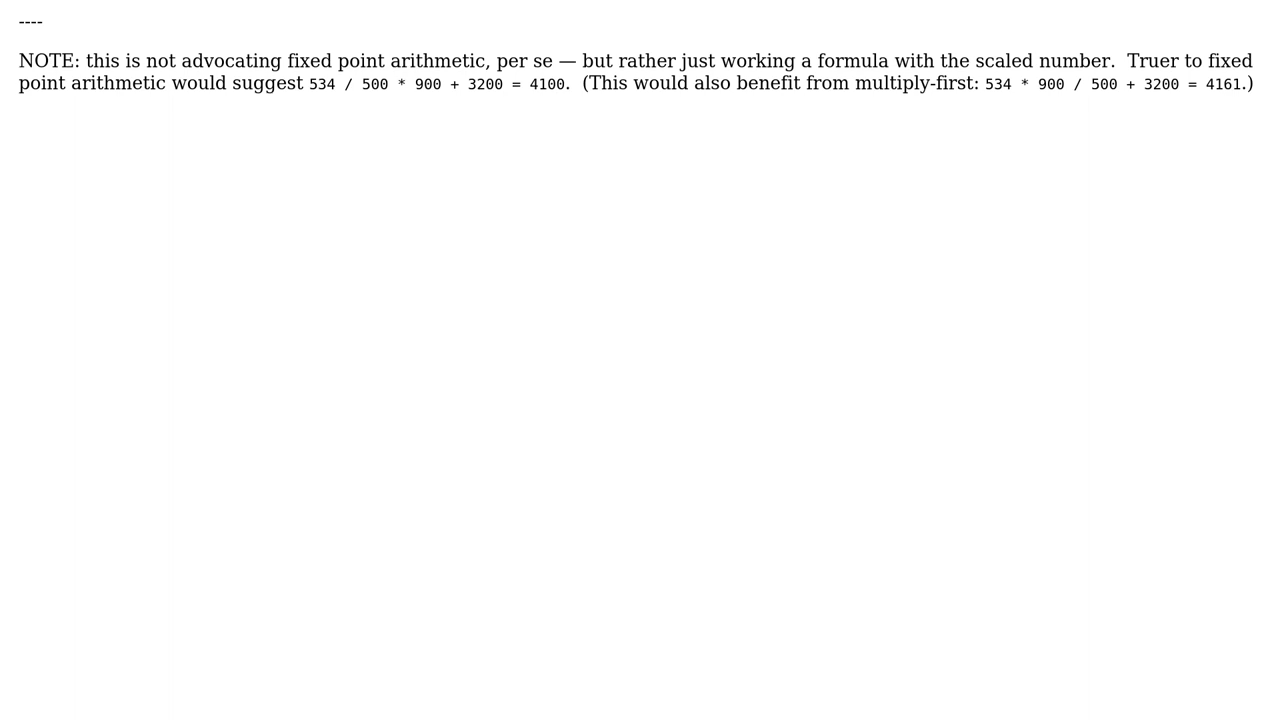 ----
NOTE: this is not advocating fixed point arithmetic, per se — but rather just working a formula with the scaled number.  Truer to fixed
point arithmetic would suggest 534 / 500 * 900 + 3200 = 4100.  (This would also benefit from multiply-first: 534 * 900 / 500 + 3200 = 4161.)